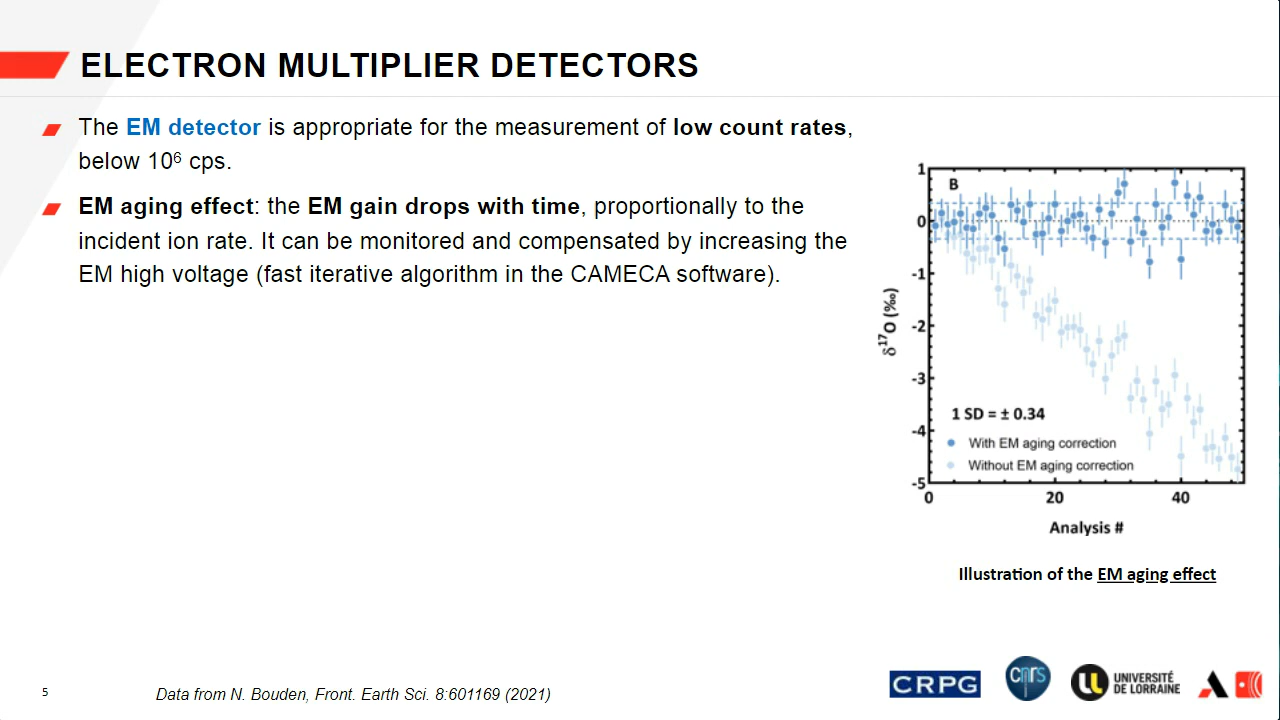 ELECTRON MULTIPLIER DETECTORS
The EM detector is appropriate for the measurement of low count rates,
below 10⁶ cps.
EM aging effect: the EM gain drops with time, proportionally to the
incident ion rate. It can be monitored and compensated by increasing the
EM high voltage (fast iterative algorithm in the CAMECA software).
B
1
0
-1
-2
-3
-4
-5
δ¹⁷O (‰)
1 SD = ± 0.34
With EM aging correction
Without EM aging correction
0 20 40
Analysis #
Illustration of the EM aging effect
5
Data from N. Bouden, Front. Earth Sci. 8:601169 (2021)
CRPG
cnrs
UNIVERSITÉ
DE LORRAINE